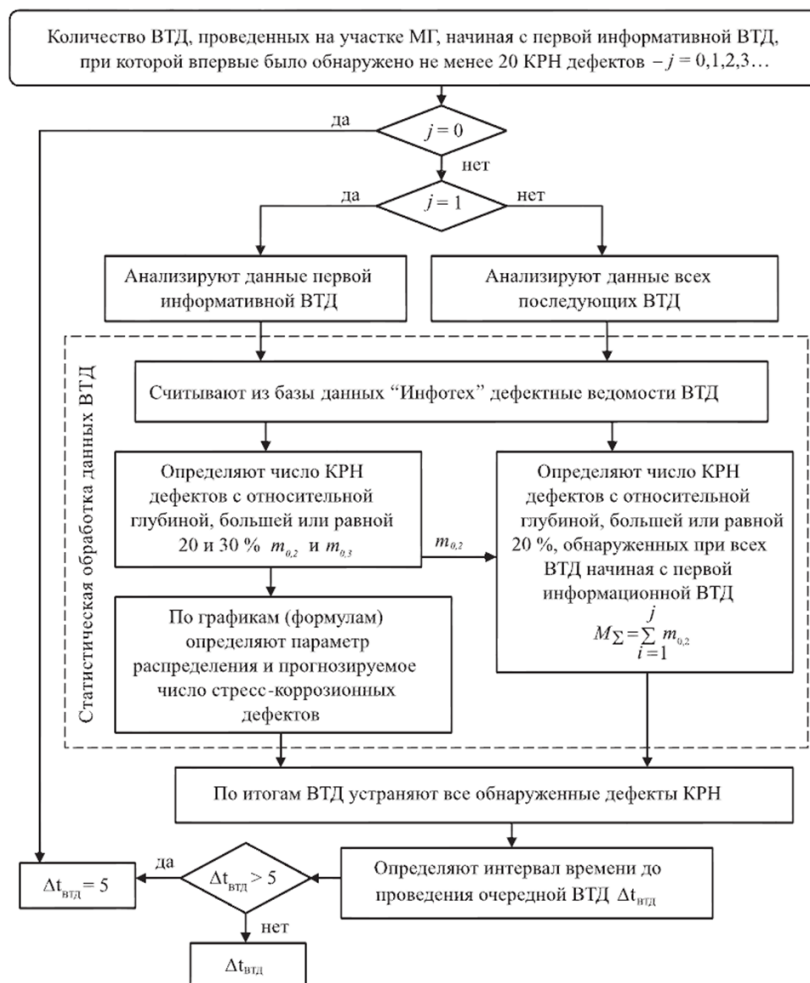 Количество ВТД, проведенных на участке МГ, начиная с первой информативной ВТД,
при которой впервые было обнаружено не менее 20 КРН дефектов – j = 0,1,2,3...
да
j = 0
нет
да
j = 1
нет
Анализируют данные первой
информативной ВТД
Анализируют данные всех
последующих ВТД
Статистическая обработка данных ВТД
Считывают из базы данных “Инфотех” дефектные ведомости ВТД
Определяют число КРН
дефектов с относительной
глубиной, большей или равной
20 и 30 % m0,2 и m0,3
m0,2
Определяют число КРН
дефектов с относительной
глубиной, большей или равной
20 %, обнаруженных при всех
ВТД начиная с первой
информационной ВТД
j
MΣ = Σ m0,2
i = 1
По графикам (формулам)
определяют параметр
распределения и прогнозируемое
число стресс-коррозионных
дефектов
По итогам ВТД устраняют все обнаруженные дефекты КРН
Определяют интервал времени до
проведения очередной ВТД Δtвтд
Δtвтд > 5
да
Δtвтд = 5
нет
Δtвтд